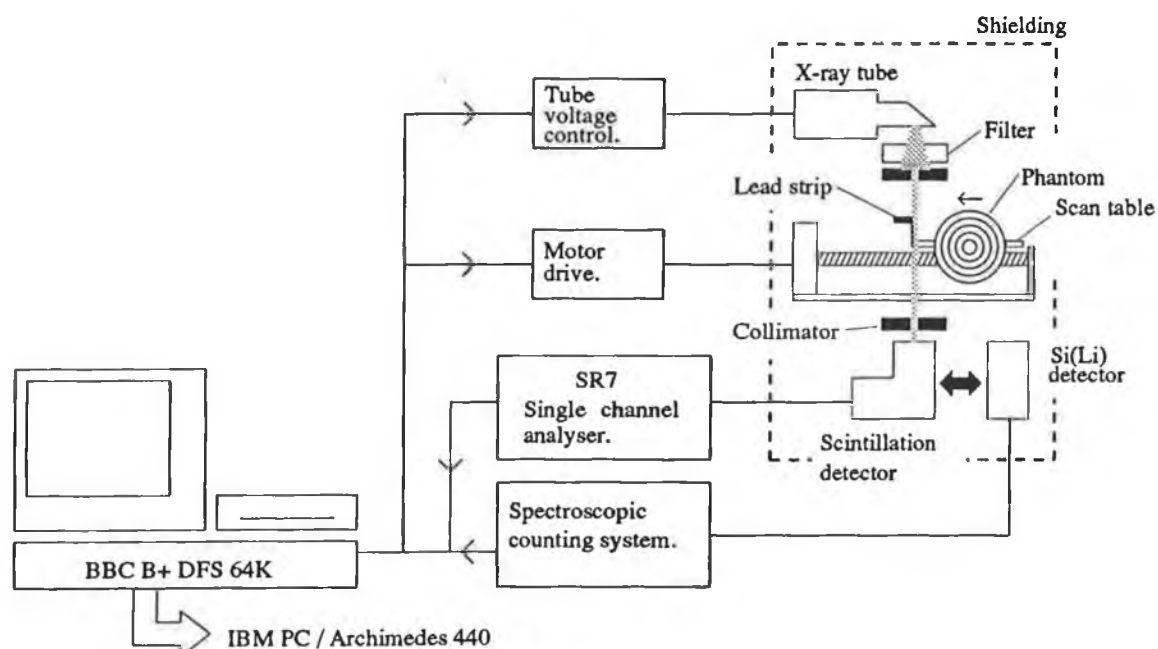 Shielding
X-ray tube
Tube
voltage
control.
Filter
Lead strip
Phantom
Scan table
Motor
drive.
Collimator
Si(Li)
detector
SR7
Single channel
analyser.
Scintillation
detector
Spectroscopic
counting system.
BBC B+ DFS 64K
IBM PC / Archimedes 440